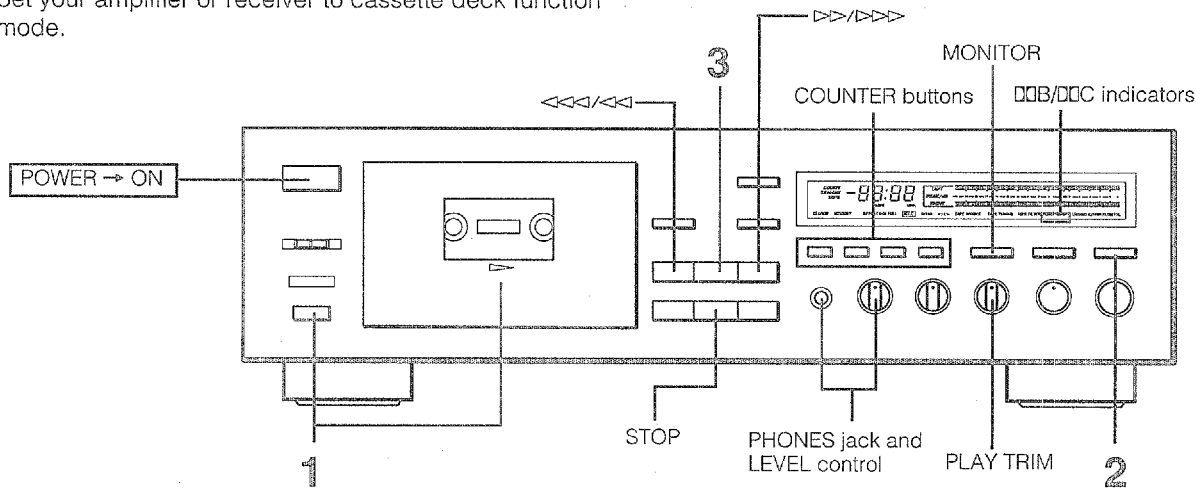 Set your amplifier or receiver to cassette deck function
mode.
▷▷/▷▷▷
3
MONITOR
◁◁◁/◁◁
COUNTER buttons
B/C indicators
POWER → ON
STOP
PHONES jack and
LEVEL control
PLAY TRIM
1
2